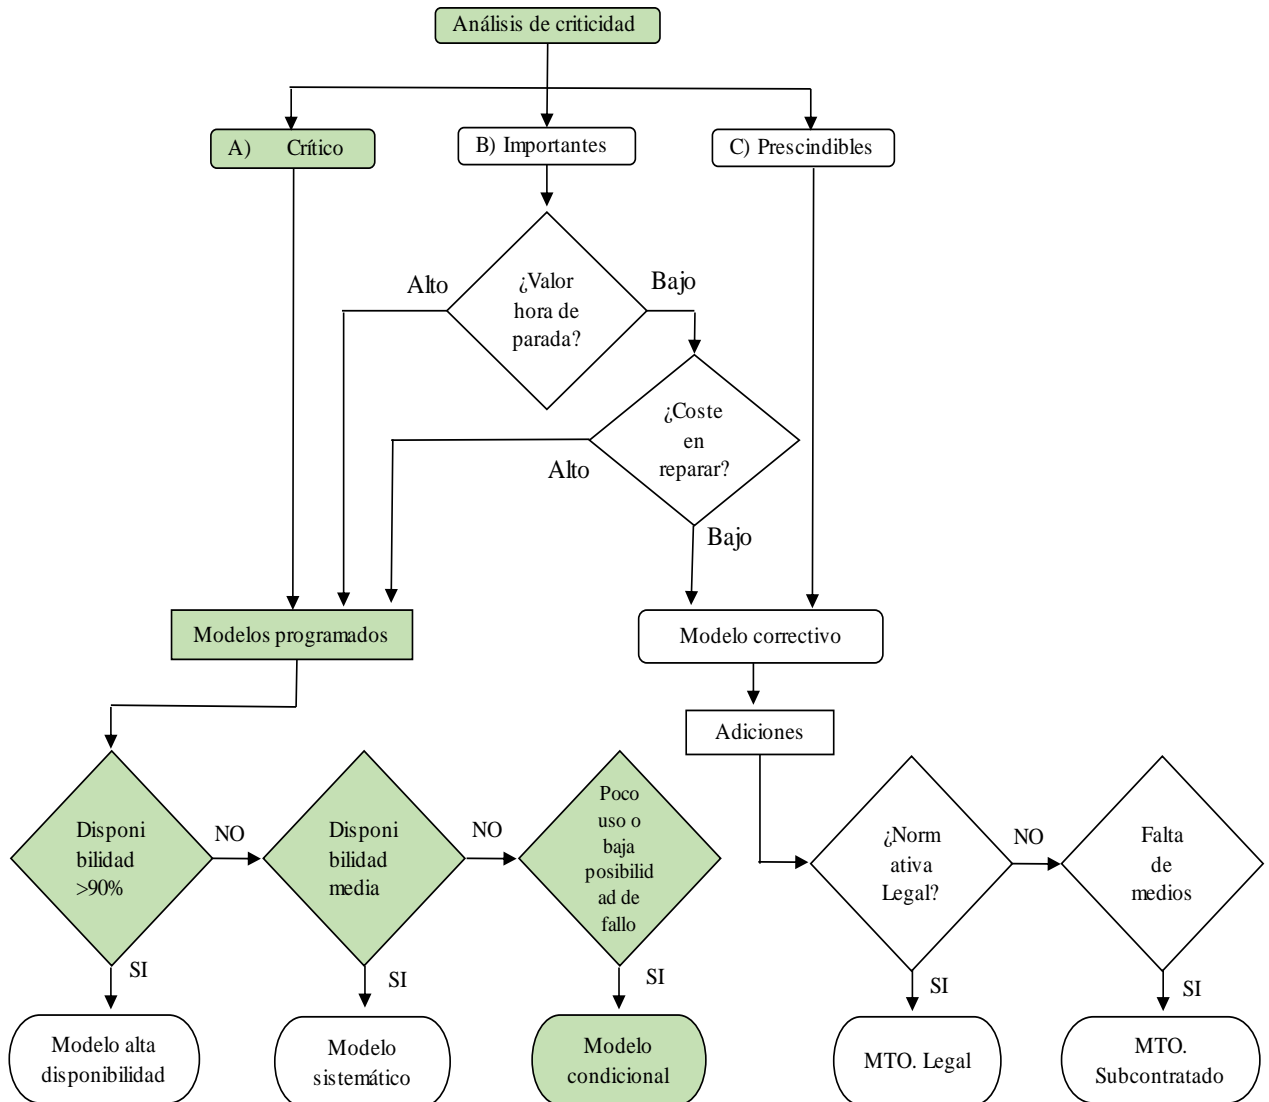 Análisis de criticidad
A) Crítico
B) Importantes
C) Prescindibles
Alto
¿Valor
hora de
parada?
Bajo
¿Coste
en
reparar?
Alto
Bajo
Modelos programados
Modelo correctivo
Adiciones
Disponi
bilidad
>90%
NO
Disponi
bilidad
media
NO
Poco
uso o
baja
posibilid
ad de
fallo
¿Norm
ativa
Legal?
NO
Falta
de
medios
SI
SI
SI
SI
SI
Modelo alta
disponibilidad
Modelo
sistemático
Modelo
condicional
MTO. Legal
MTO.
Subcontratado